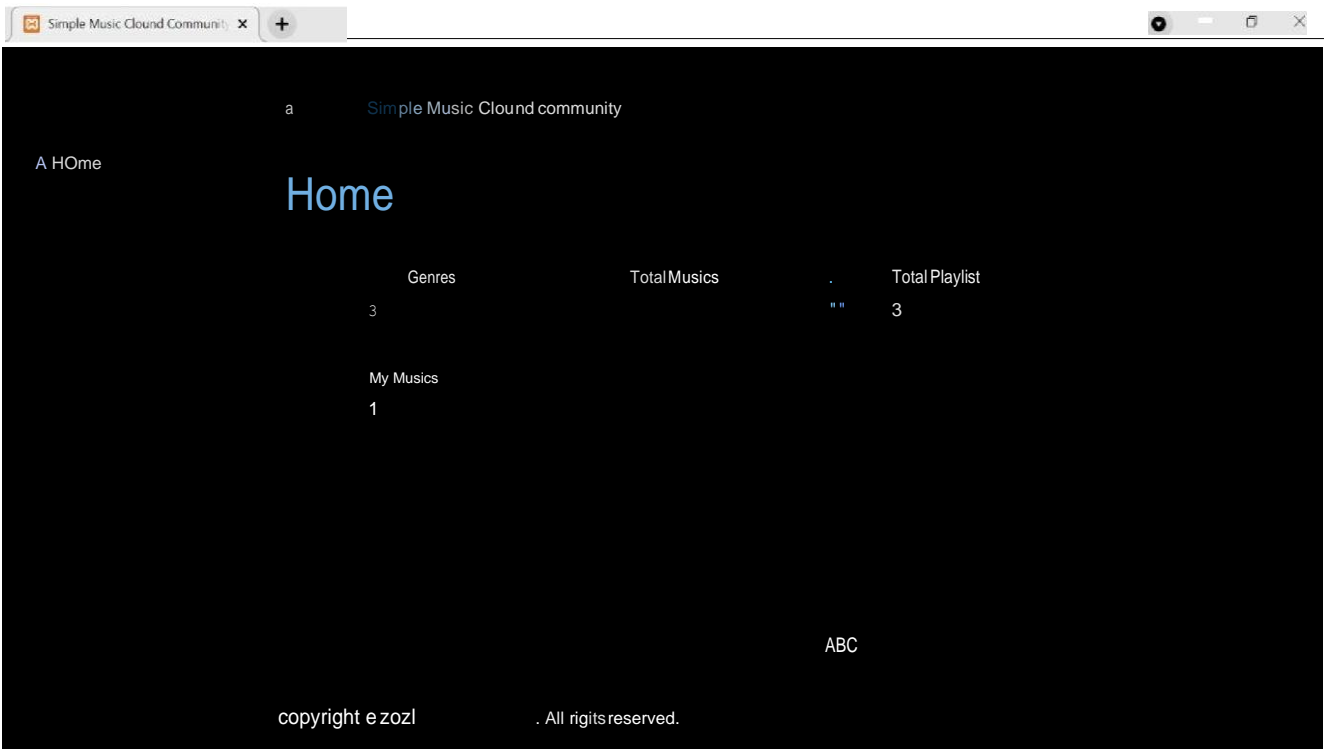 Simple Music Clound Community
a Simple Music Clound community
A HOme
Home
Genres Total Musics . Total Playlist
3 " " 3
My Musics
1
ABC
copyright e zozl . All rigits reserved.